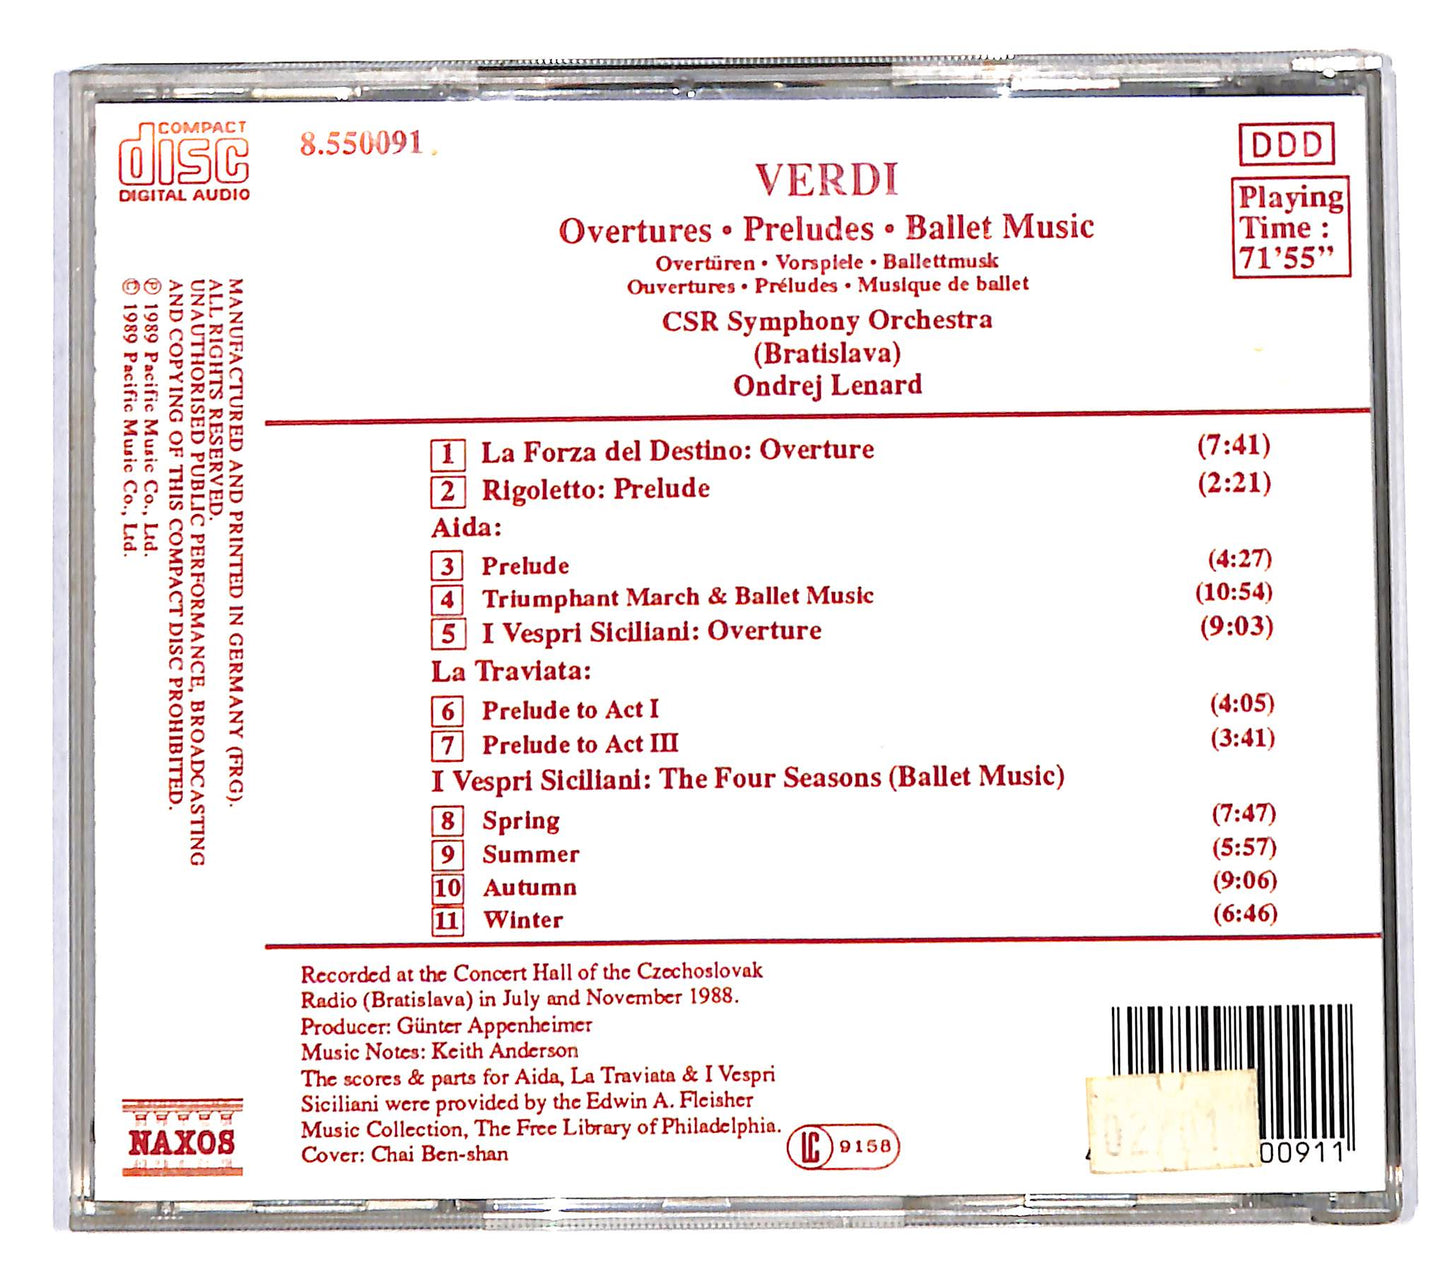 COMPACT
disc
DIGITAL AUDIO
8.550091
DDD
Playing
Time :
71'55"
VERDI
Overtures • Preludes • Ballet Music
Overtüren • Vorspiele • Ballettmusk
Ouvertures • Préludes • Musique de ballet
CSR Symphony Orchestra
(Bratislava)
Ondrej Lenard
MANUFACTURED AND PRINTED IN GERMANY (FRG).
ALL RIGHTS RESERVED.
UNAUTHORISED PUBLIC PERFORMANCE, BROADCASTING
AND COPYING OF THIS COMPACT DISC PROHIBITED.
℗ 1989 Pacific Music Co., Ltd.
© 1989 Pacific Music Co., Ltd.
1 La Forza del Destino: Overture (7:41)
2 Rigoletto: Prelude (2:21)
Aida:
3 Prelude (4:27)
4 Triumphant March & Ballet Music (10:54)
5 I Vespri Siciliani: Overture (9:03)
La Traviata:
6 Prelude to Act I (4:05)
7 Prelude to Act III (3:41)
I Vespri Siciliani: The Four Seasons (Ballet Music)
8 Spring (7:47)
9 Summer (5:57)
10 Autumn (9:06)
11 Winter (6:46)
Recorded at the Concert Hall of the Czechoslovak
Radio (Bratislava) in July and November 1988.
Producer: Günter Appenheimer
Music Notes: Keith Anderson
The scores & parts for Aida, La Traviata & I Vespri
Siciliani were provided by the Edwin A. Fleisher
Music Collection, The Free Library of Philadelphia.
Cover: Chai Ben-shan
NAXOS
LC 9158
00911